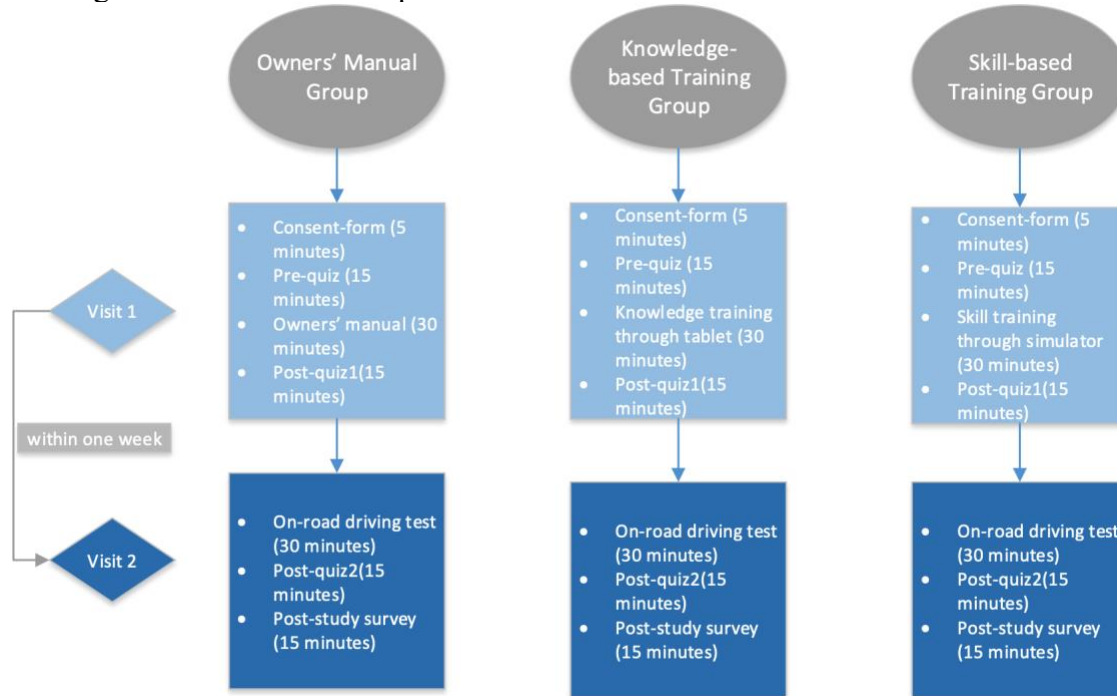 Owners' Manual
Group
Knowledge-
based Training
Group
Skill-based
Training Group
Visit 1
within one week
Visit 2
• Consent-form (5
minutes)
• Pre-quiz (15
minutes)
• Owners' manual (30
minutes)
• Post-quiz1(15
minutes)
• Consent-form (5
minutes)
• Pre-quiz (15
minutes)
• Knowledge training
through tablet (30
minutes)
• Post-quiz1(15
minutes)
• Consent-form (5
minutes)
• Pre-quiz (15
minutes)
• Skill training
through simulator
(30 minutes)
• Post-quiz1(15
minutes)
• On-road driving test
(30 minutes)
• Post-quiz2(15
minutes)
• Post-study survey
(15 minutes)
• On-road driving test
(30 minutes)
• Post-quiz2(15
minutes)
• Post-study survey
(15 minutes)
• On-road driving test
(30 minutes)
• Post-quiz2(15
minutes)
• Post-study survey
(15 minutes)